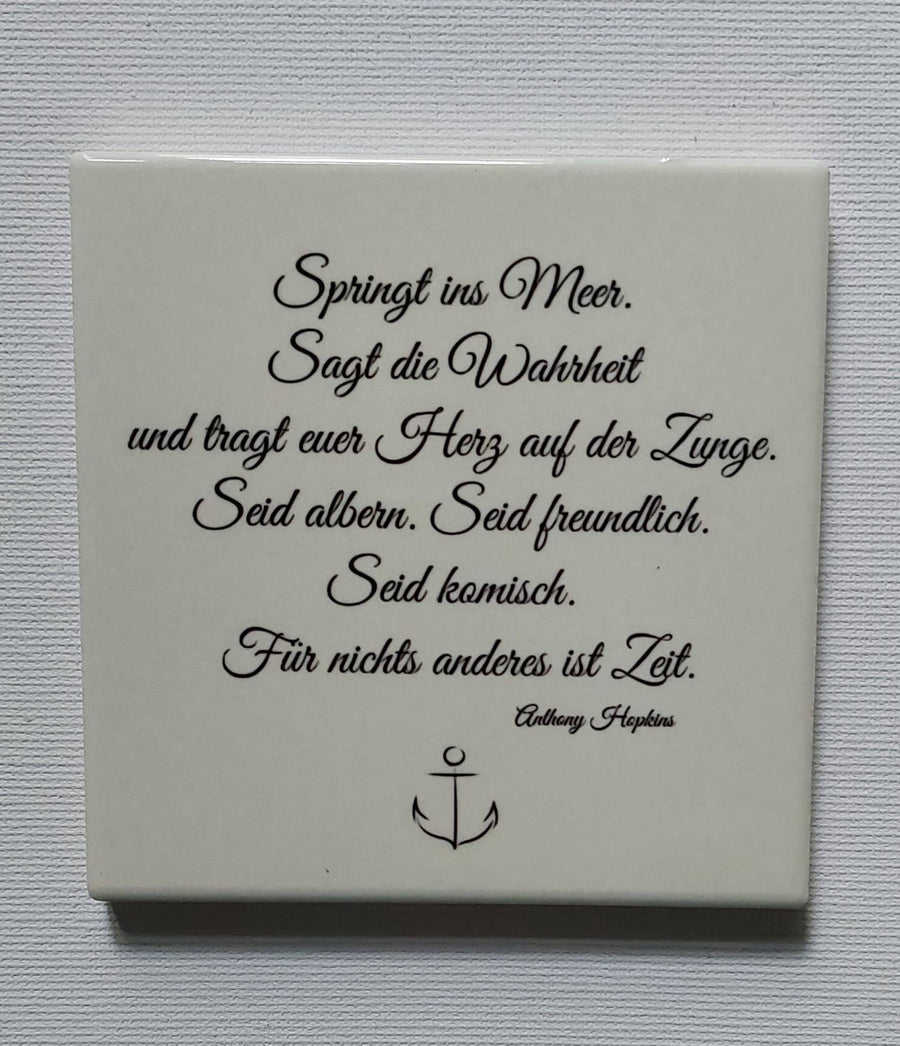 Springt ins Meer.
Sagt die Wahrheit
und tragt euer Herz auf der Zunge.
Seid albern. Seid freundlich.
Seid komisch.
Für nichts anderes ist Zeit.
Anthony Hopkins